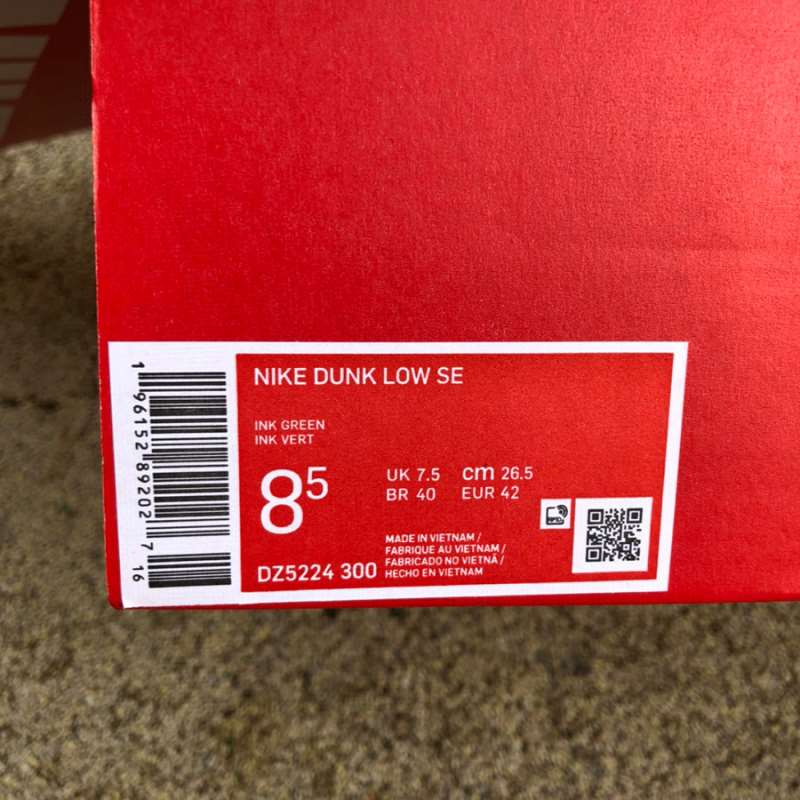 NIKE DUNK LOW SE
INK GREEN
INK VERT
85
UK 7.5 cm 26.5
BR 40 EUR 42
MADE IN VIETNAM /
FABRIQUE AU VIETNAM /
FABRICADO NO VIETNÃ /
HECHO EN VIETNAM
DZ5224 300
1 96152 89202 7 16